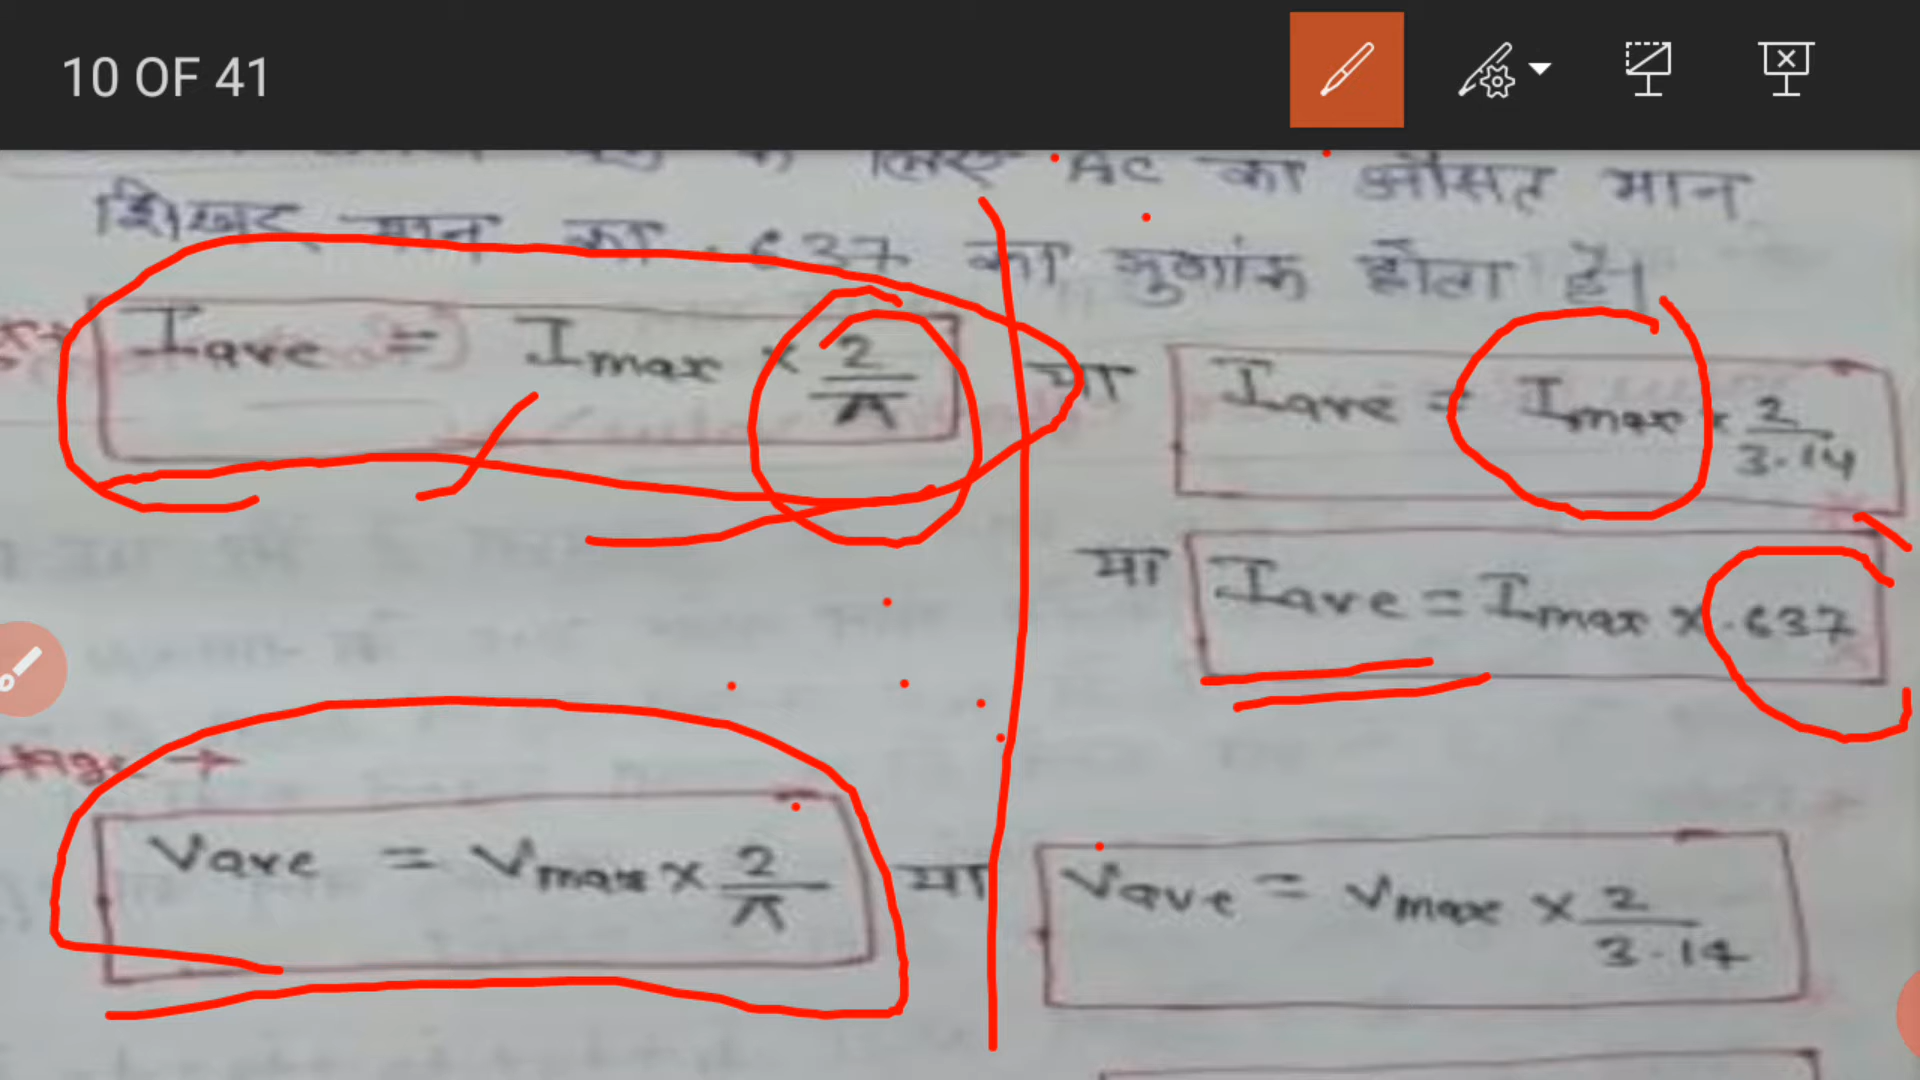 10 OF 41
के लिए AC का औसत मान
शिखर मान का .637 का गुणांक होता है।
Iave = Imax × 2/π
या
Iave = Imax × 2/3.14
या
Iave = Imax × .637
Vave = Vmax × 2/π
या
Vave = Vmax × 2/3.14